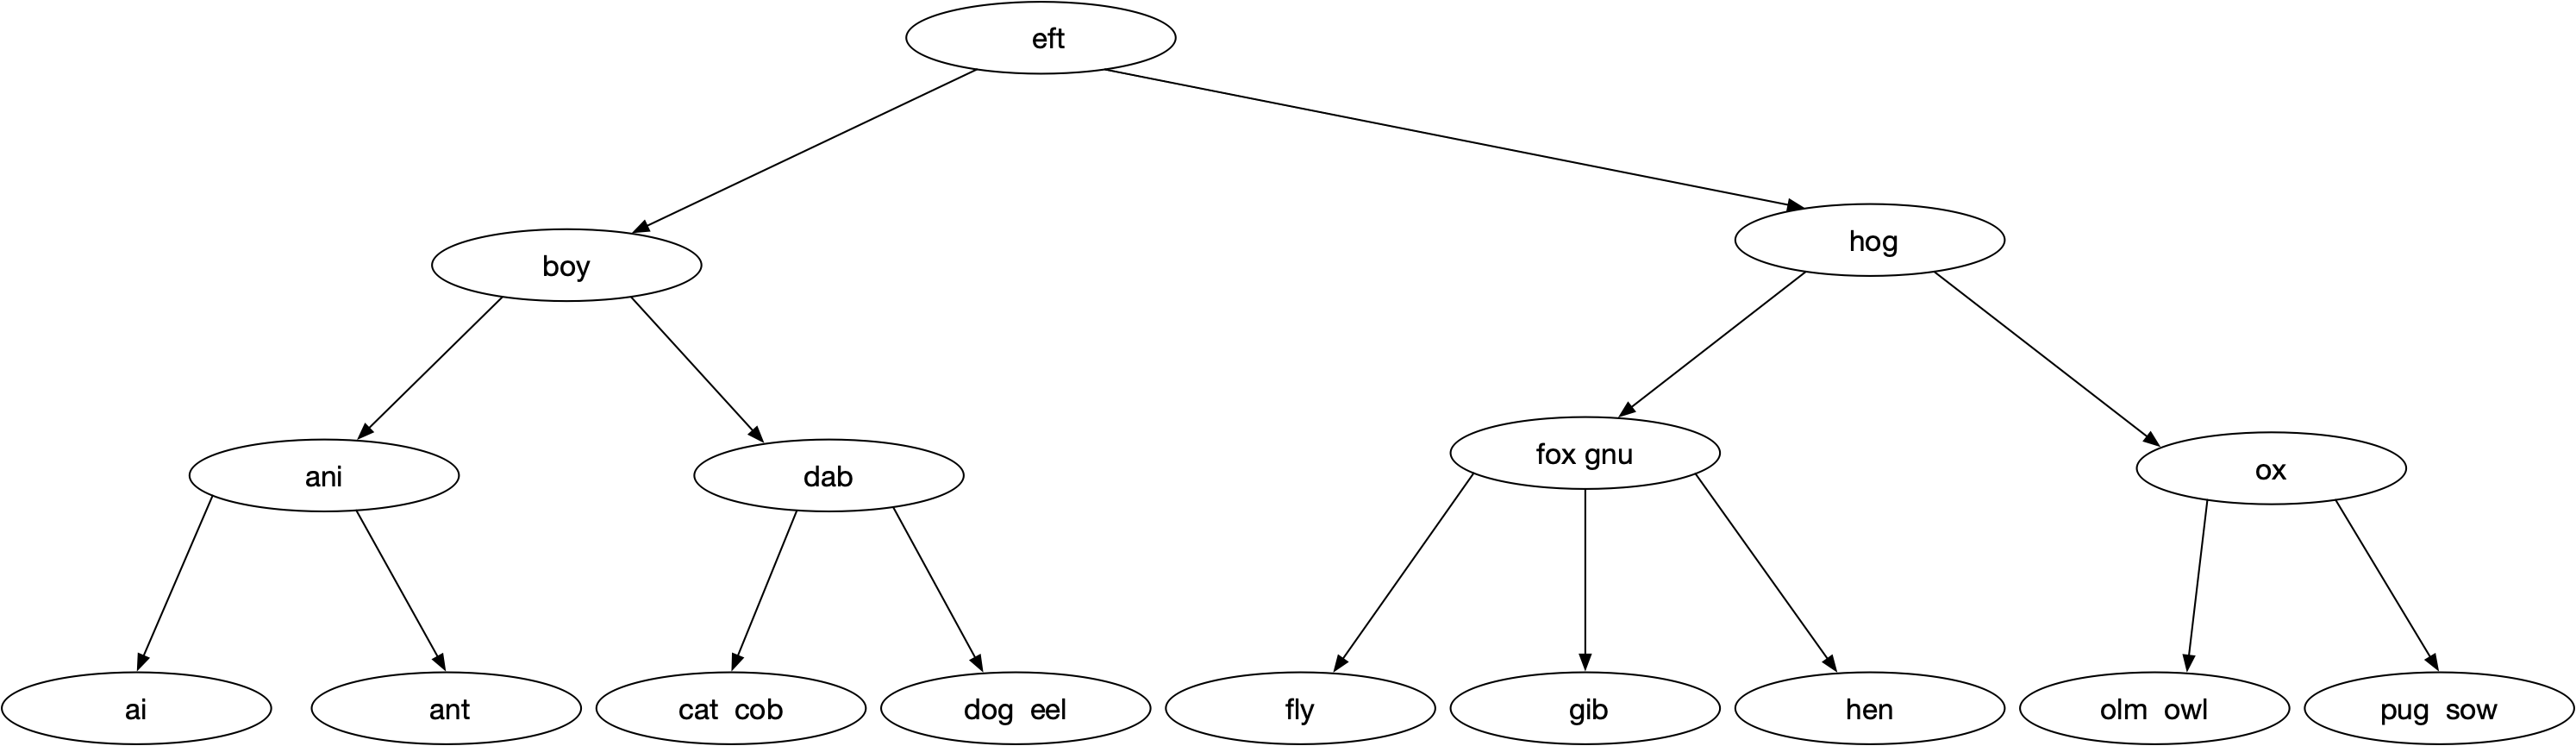 eft
boy
hog
ani
dab
fox gnu
ox
ai
ant
cat cob
dog eel
fly
gib
hen
olm owl
pug sow